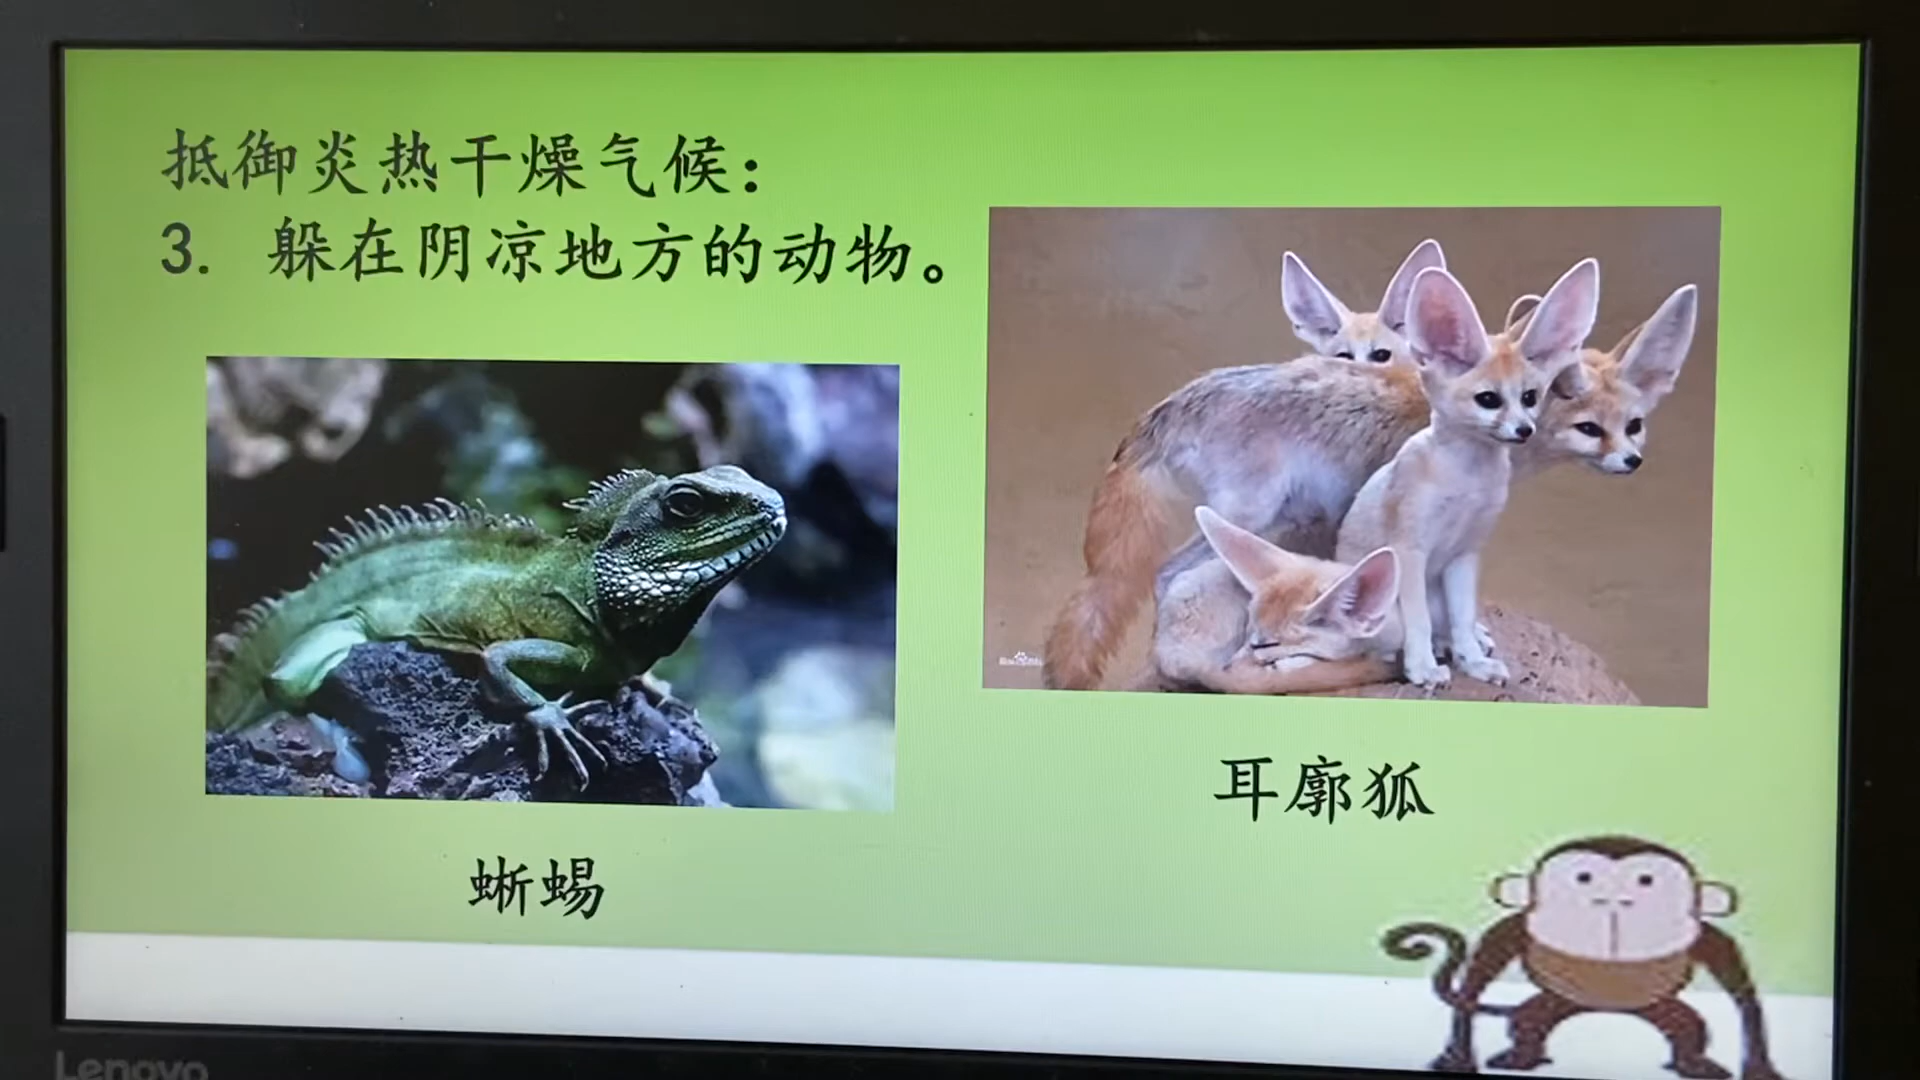 抵御炎热干燥气候：
3. 躲在阴凉地方的动物。
耳廓狐
蜥蜴
Lenovo